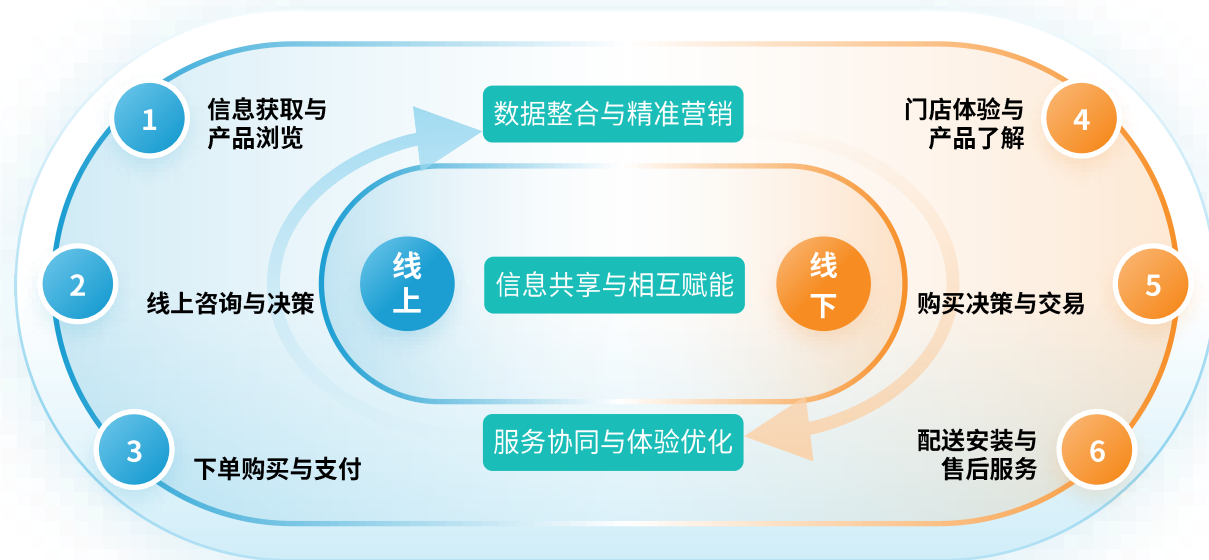 1
信息获取与
产品浏览
2
线上咨询与决策
3
下单购买与支付
线
上
数据整合与精准营销
信息共享与相互赋能
服务协同与体验优化
线
下
门店体验与
产品了解
4
购买决策与交易
5
配送安装与
售后服务
6